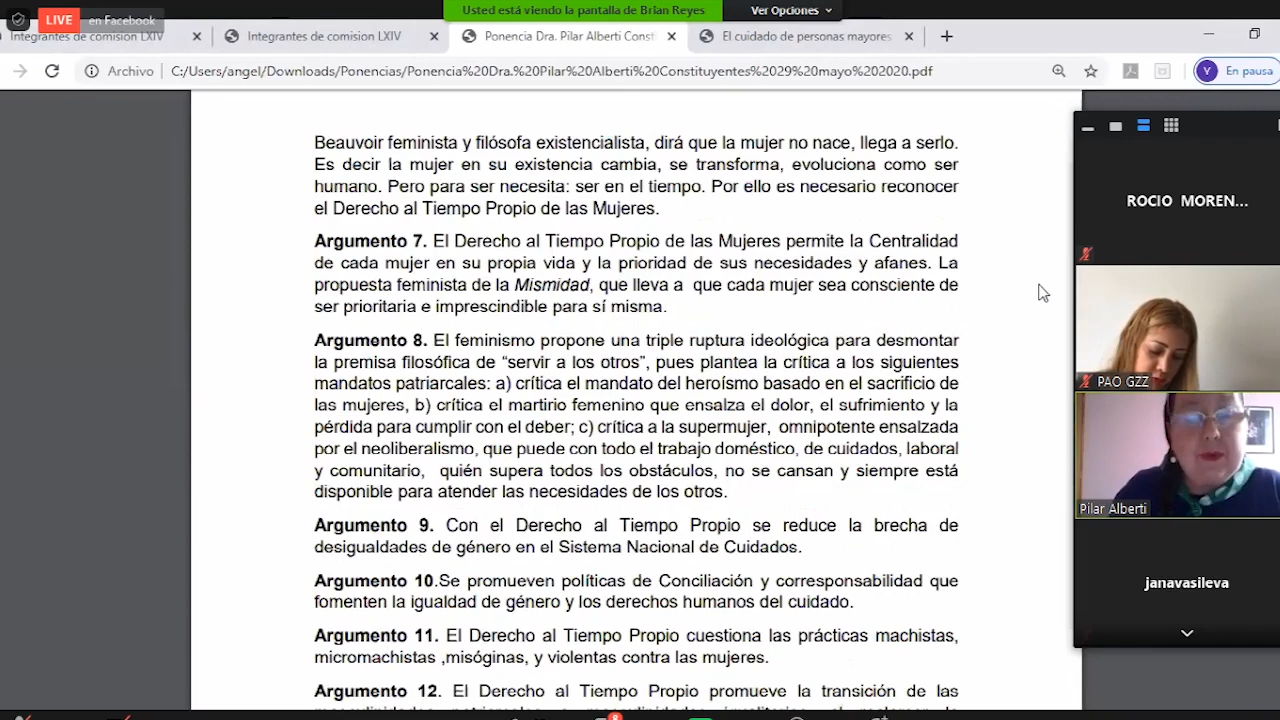 LIVE en Facebook
Usted está viendo la pantalla de Brian Reyes
Ver Opciones
Integrantes de comision LXIV
Integrantes de comision LXIV
Ponencia Dra. Pilar Alberti Consti
El cuidado de personas mayores
Archivo
C:/Users/angel/Downloads/Ponencias/Ponencia%20Dra.%20Pilar%20Alberti%20Constituyentes%2029%20mayo%202020.pdf
Y En pausa
Beauvoir feminista y filósofa existencialista, dirá que la mujer no nace, llega a serlo.
Es decir la mujer en su existencia cambia, se transforma, evoluciona como ser
humano. Pero para ser necesita: ser en el tiempo. Por ello es necesario reconocer
el Derecho al Tiempo Propio de las Mujeres.
Argumento 7. El Derecho al Tiempo Propio de las Mujeres permite la Centralidad
de cada mujer en su propia vida y la prioridad de sus necesidades y afanes. La
propuesta feminista de la Mismidad, que lleva a que cada mujer sea consciente de
ser prioritaria e imprescindible para sí misma.
Argumento 8. El feminismo propone una triple ruptura ideológica para desmontar
la premisa filosófica de “servir a los otros”, pues plantea la crítica a los siguientes
mandatos patriarcales: a) crítica el mandato del heroísmo basado en el sacrificio de
las mujeres, b) crítica el martirio femenino que ensalza el dolor, el sufrimiento y la
pérdida para cumplir con el deber; c) crítica a la supermujer, omnipotente ensalzada
por el neoliberalismo, que puede con todo el trabajo doméstico, de cuidados, laboral
y comunitario, quién supera todos los obstáculos, no se cansan y siempre está
disponible para atender las necesidades de los otros.
Argumento 9. Con el Derecho al Tiempo Propio se reduce la brecha de
desigualdades de género en el Sistema Nacional de Cuidados.
Argumento 10.Se promueven políticas de Conciliación y corresponsabilidad que
fomenten la igualdad de género y los derechos humanos del cuidado.
Argumento 11. El Derecho al Tiempo Propio cuestiona las prácticas machistas,
micromachistas ,misóginas, y violentas contra las mujeres.
Argumento 12. El Derecho al Tiempo Propio promueve la transición de las
ROCIO MOREN...
PAO GZZ
Pilar Alberti
janavasileva
8